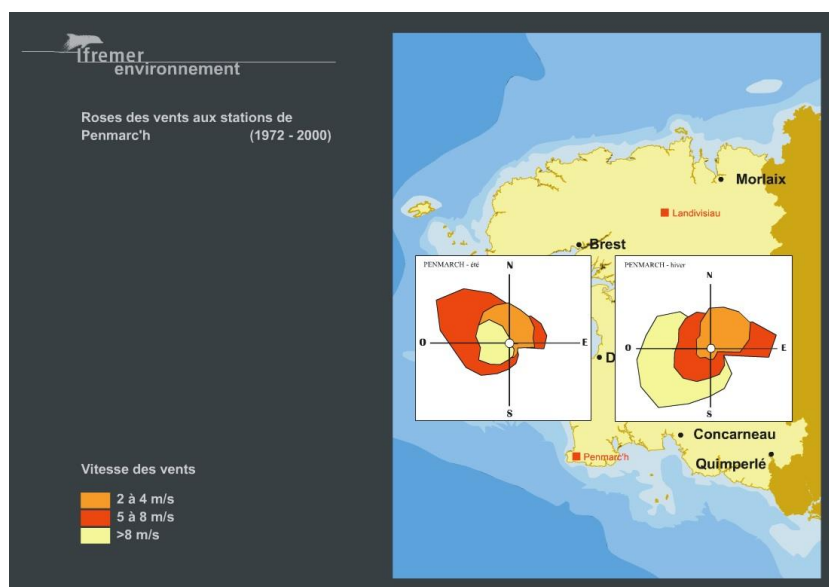 Ifremer
environnement
Roses des vents aux stations de
Penmarc'h (1972 - 2000)
Morlaix
Landivisiau
Brest
PENMARCH - été
N
O
E
S
PENMARCH - hiver
N
O
E
S
D
Concarneau
Quimperlé
Penmarc'h
Vitesse des vents
2 à 4 m/s
5 à 8 m/s
>8 m/s